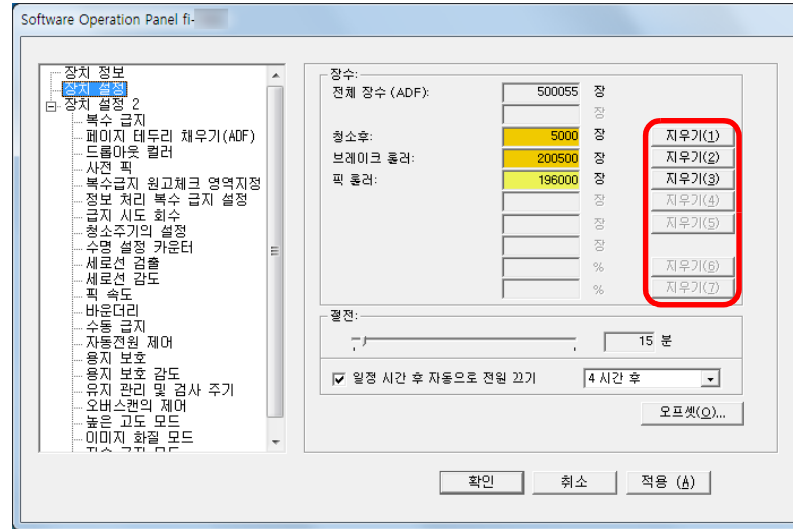 Software Operation Panel fi-
장치 정보
장치 설정
장치 설정 2
복수 급지
페이지 테두리 채우기(ADF)
드롭아웃 컬러
사전 픽
복수급지 원고체크 영역지정
정보 처리 복수 급지 설정
급지 시도 회수
청소주기의 설정
수명 설정 카운터
세로선 검출
세로선 감도
픽 속도
바운더리
수동 급지
자동전원 제어
용지 보호
용지 보호 감도
유지 관리 및 검사 주기
오버스캔의 제어
높은 고도 모드
이미지 화질 모드
장수:
전체 장수 (ADF): 500055 장
장
청소후: 5000 장 지우기(1)
브레이크 롤러: 200500 장 지우기(2)
픽 롤러: 196000 장 지우기(3)
장 지우기(4)
장 지우기(5)
장
% 지우기(6)
% 지우기(7)
절전:
15 분
일정 시간 후 자동으로 전원 끄기 4 시간 후
오프셋(O)...
확인 취소 적용 (A)